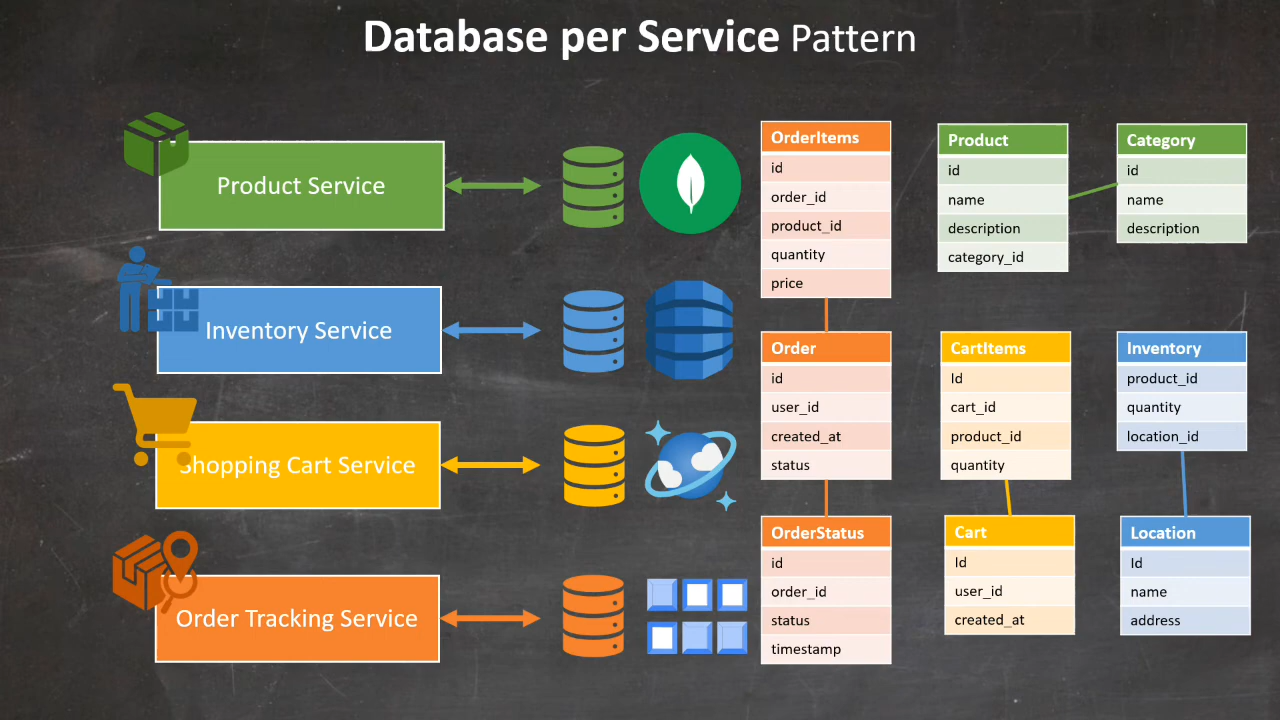 Database per Service Pattern
Product Service
Inventory Service
Shopping Cart Service
Order Tracking Service
OrderItems
id
order_id
product_id
quantity
price
Order
id
user_id
created_at
status
OrderStatus
id
order_id
status
timestamp
Product
id
name
description
category_id
Category
id
name
description
CartItems
Id
cart_id
product_id
quantity
Cart
Id
user_id
created_at
Inventory
product_id
quantity
location_id
Location
Id
name
address